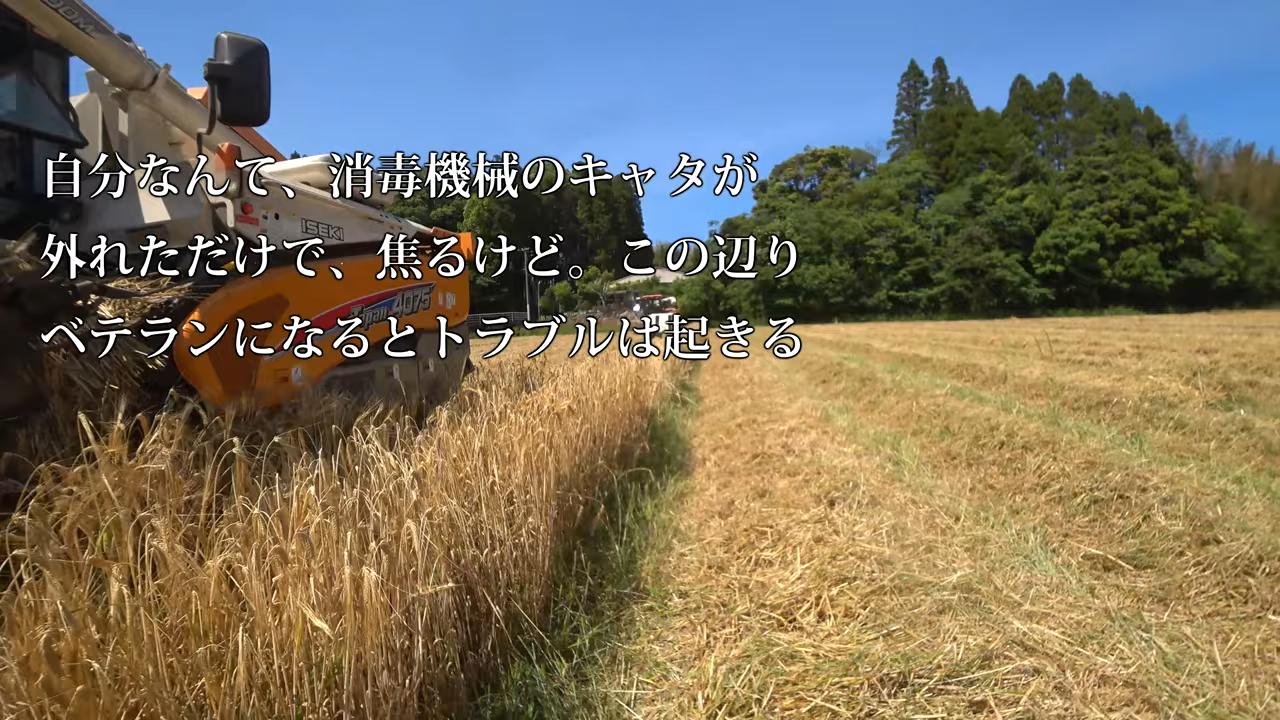 自分なんて、消毒機械のキャタが
外れただけで、焦るけど。この辺り
ベテランになるとトラブルは起きる
ISEKI
Japan 4075